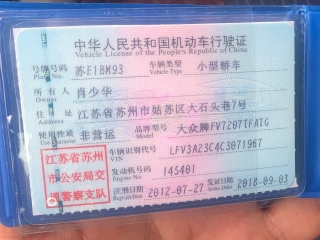 中华人民共和国机动车行驶证
Vehicle License of the People's Republic of China
号牌号码 苏E1BM93 车辆类型 小型轿车
Plate No. Vehicle Type
所有人 肖少华
Owner
住址 江苏省苏州市姑苏区大石头巷7号
Address
使用性质 非营运 品牌型号 大众牌FV7207TFATG
Use Character Model
江苏省苏州 车辆识别代号 LFV3A23C4C3071967
VIN
市公安局交 发动机号码 145401
Engine No.
通警察支队 注册日期 2012-07-27 发证日期 2018-09-03
Register Date Issue Date